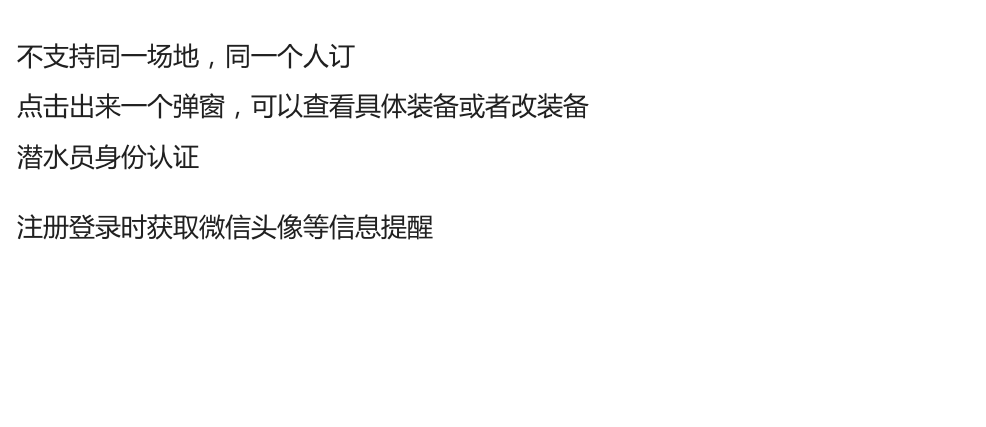 不支持同一场地，同一个人订
点击出来一个弹窗，可以查看具体装备或者改装备
潜水员身份认证
注册登录时获取微信头像等信息提醒